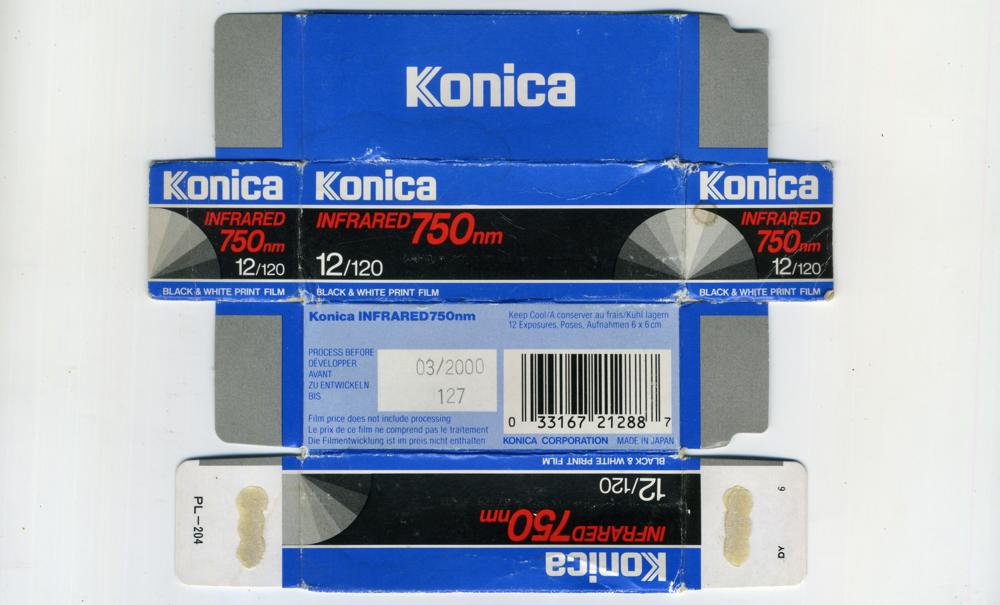 Konica
Konica
INFRARED
750nm
12/120
BLACK & WHITE PRINT FILM
Konica
INFRARED 750nm
12/120
BLACK & WHITE PRINT FILM
Konica
INFRARED
750nm
12/120
BLACK & WHITE PRINT FILM
Konica INFRARED750nm
Keep Cool/A conserver au frais/Kühl lagern
12 Exposures, Poses, Aufnahmen 6 x 6cm
PROCESS BEFORE
DÉVELOPPER
AVANT
ZU ENTWICKELN
BIS
03/2000
127
Film price does not include processing
Le prix de ce film ne comprend pas le traitement
Die Filmentwicklung ist im preis nicht enthalten
0 33167 21288 7
KONICA CORPORATION MADE IN JAPAN
BLACK & WHITE PRINT FILM
12/120
INFRARED 750nm
Konica
PL-204
6
DY